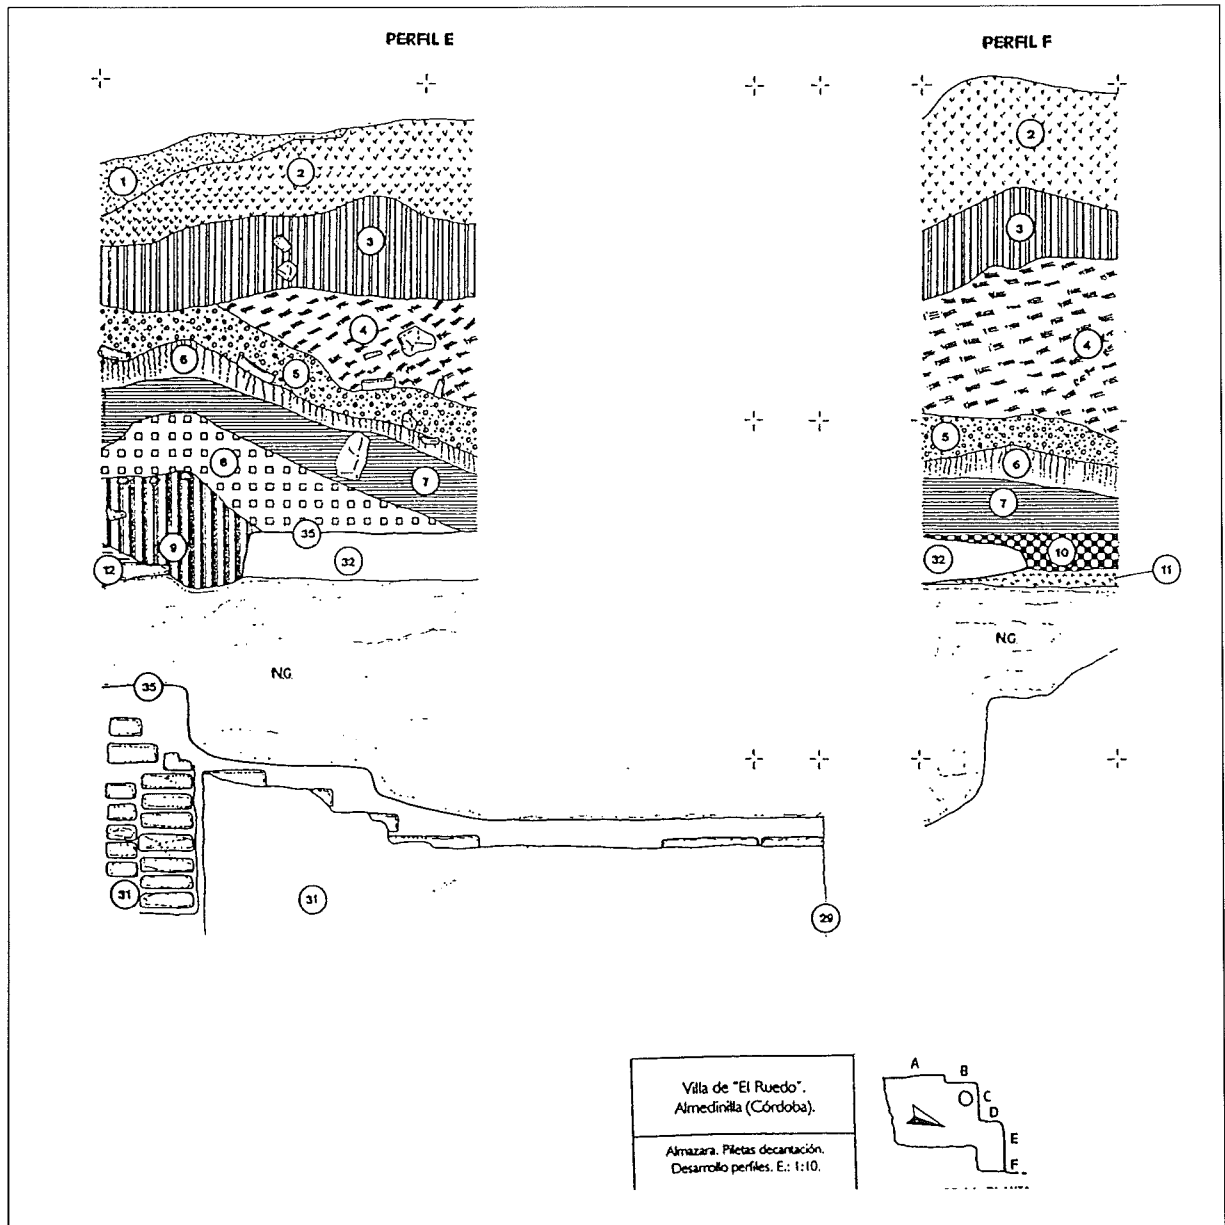 PERFIL E
PERFIL F
2
1
2
3
3
4
4
6
5
5
6
8
7
7
35
9
32
12
32
10
11
N.G.
N.G.
35
31
31
29
Villa de "El Ruedo".
Almedinilla (Córdoba).
Almazara. Piletas decantación.
Desarrollo perfiles. E.: 1:10.
A
B
C
D
E
F